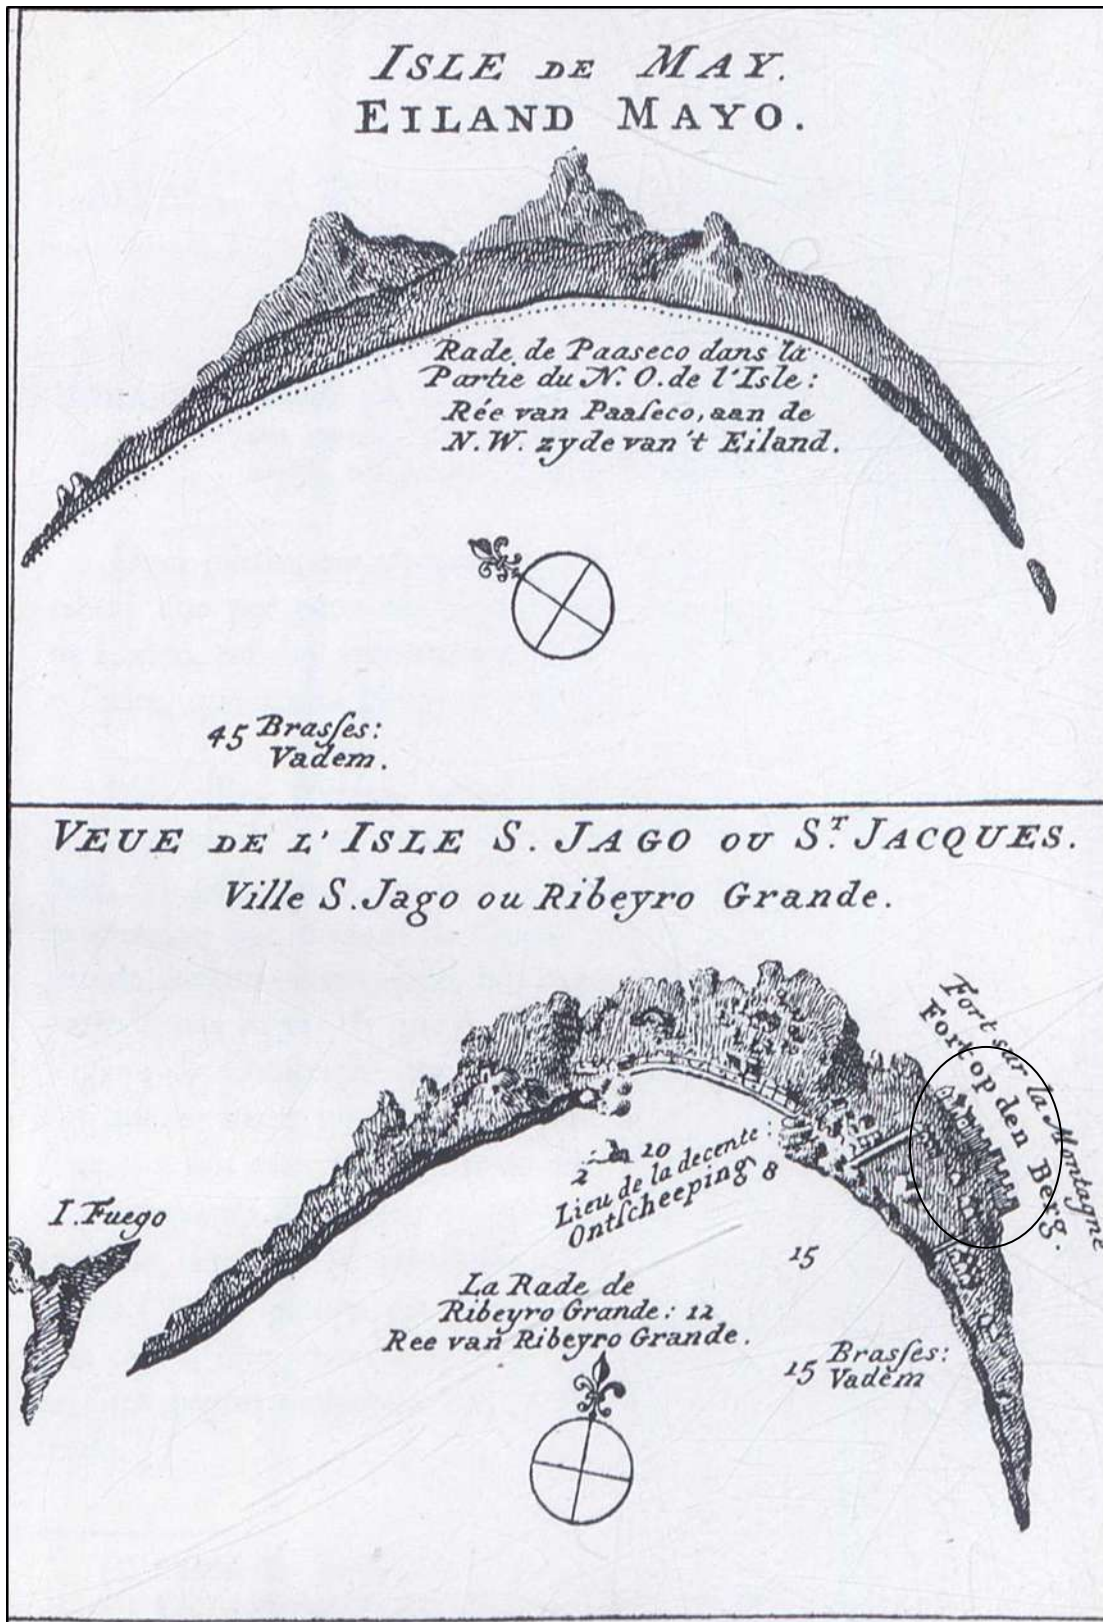 ISLE DE MAY.
EILAND MAYO.
Rade de Paaseco dans la
Partie du N. O. de l'Isle:
Rée van Paaſeco, aan de
N. W. zyde van 't Eiland.
45 Braſſes:
Vadem.
VEUE DE L'ISLE S. JAGO OU S.T JACQUES.
Ville S. Jago ou Ribeyro Grande.
Fort sur la Montagne
Fort op den Berg.
2 10
Lieu de la decente:
Ontſcheeping 8
I. Fuego
15
La Rade de
Ribeyro Grande: 12
Ree van Ribeyro Grande.
15 Braſſes:
Vadem